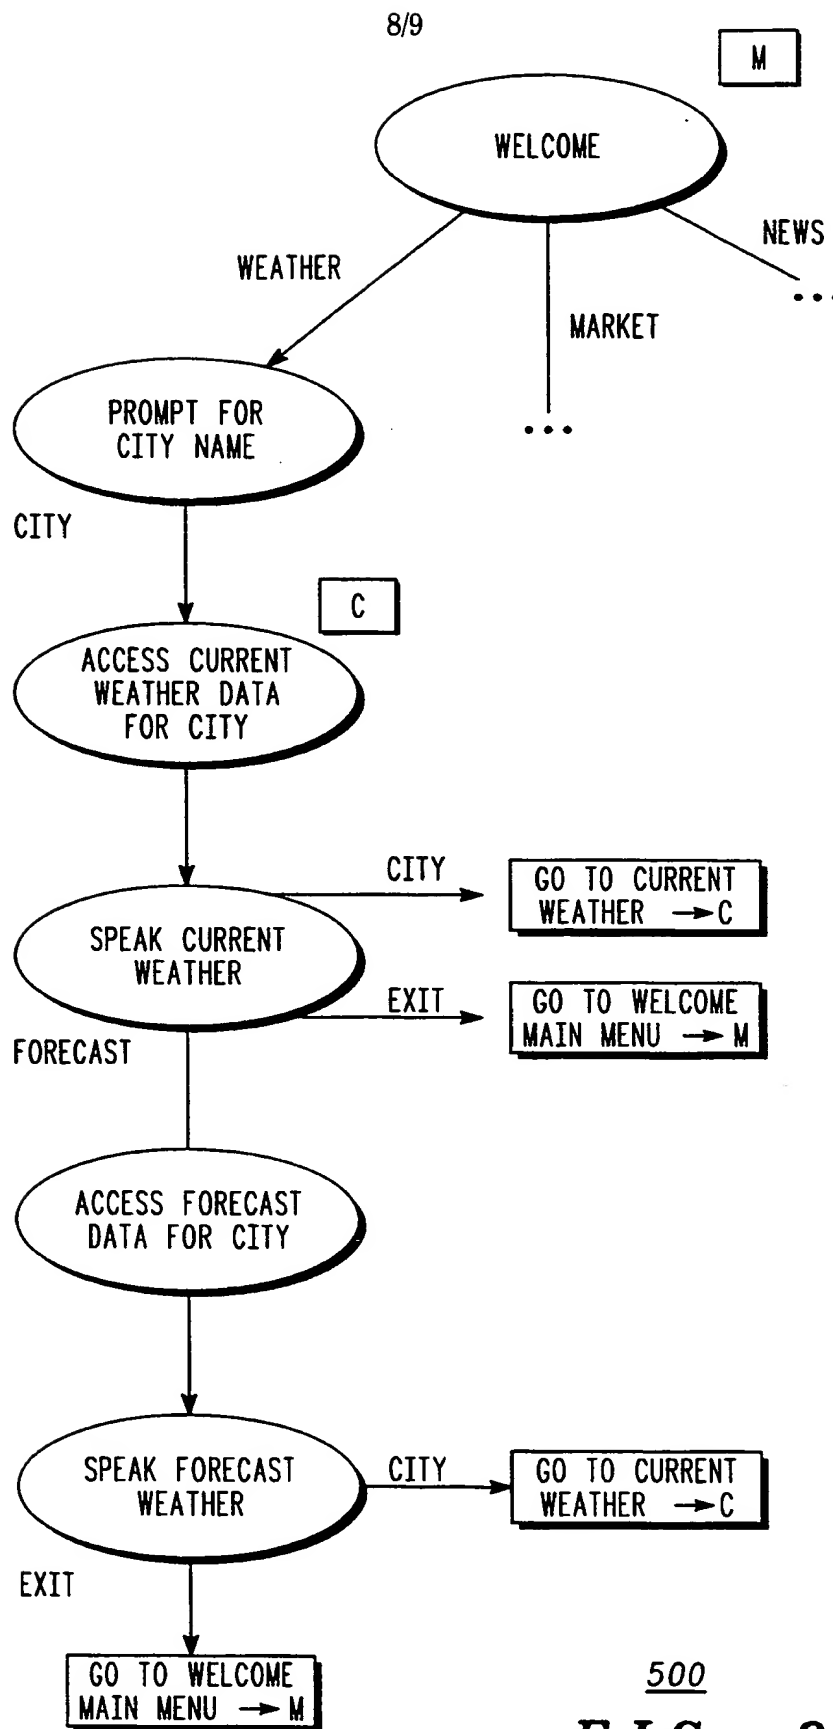 8/9
M
WELCOME
NEWS
WEATHER
...
MARKET
PROMPT FOR
CITY NAME
...
CITY
C
ACCESS CURRENT
WEATHER DATA
FOR CITY
CITY
GO TO CURRENT
WEATHER → C
SPEAK CURRENT
WEATHER
EXIT
GO TO WELCOME
MAIN MENU → M
FORECAST
ACCESS FORECAST
DATA FOR CITY
SPEAK FORECAST
WEATHER
CITY
GO TO CURRENT
WEATHER → C
EXIT
GO TO WELCOME
MAIN MENU → M
500